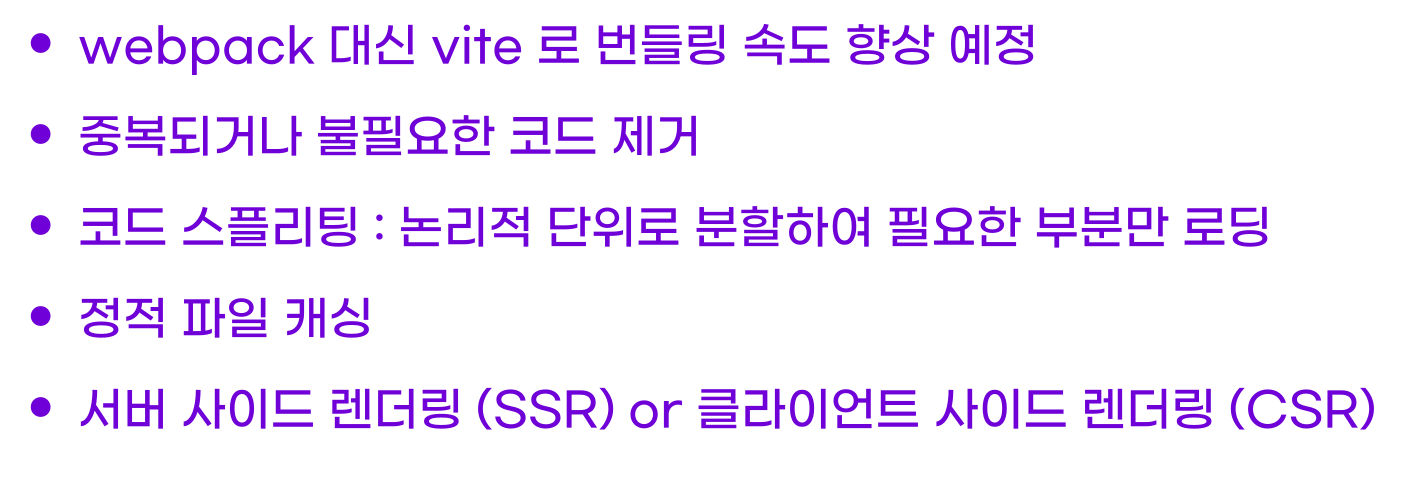 • webpack 대신 vite 로 번들링 속도 향상 예정
• 중복되거나 불필요한 코드 제거
• 코드 스플리팅 : 논리적 단위로 분할하여 필요한 부분만 로딩
• 정적 파일 캐싱
• 서버 사이드 렌더링 (SSR) or 클라이언트 사이드 렌더링 (CSR)